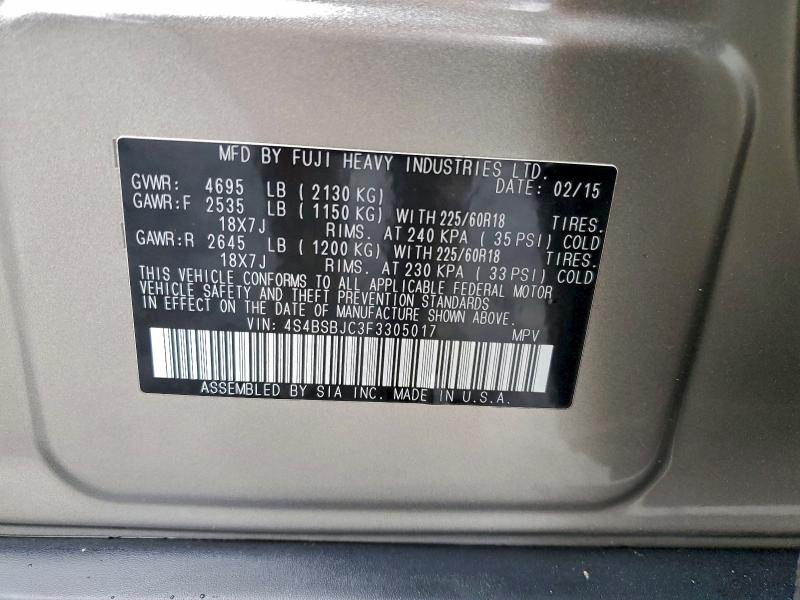 MFD BY FUJI HEAVY INDUSTRIES LTD.
GVWR: 4695 LB ( 2130 KG) DATE: 02/15
GAWR:F 2535 LB ( 1150 KG) WITH 225/60R18 TIRES.
18X7J RIMS. AT 240 KPA ( 35 PSI) COLD
GAWR:R 2645 LB ( 1200 KG) WITH 225/60R18 TIRES.
18X7J RIMS. AT 230 KPA ( 33 PSI) COLD
THIS VEHICLE CONFORMS TO ALL APPLICABLE FEDERAL MOTOR
VEHICLE SAFETY AND THEFT PREVENTION STANDARDS
IN EFFECT ON THE DATE OF MANUFACTURE SHOWN ABOVE.
VIN: 4S4BSBJC3F3305017 MPV
ASSEMBLED BY SIA INC. MADE IN U.S.A.